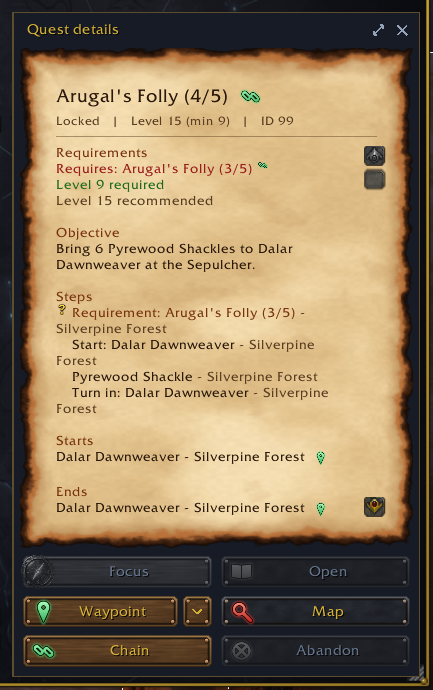 Quest details
Arugal's Folly (4/5)
Locked | Level 15 (min 9) | ID 99
Requirements
Requires: Arugal's Folly (3/5)
Level 9 required
Level 15 recommended
Objective
Bring 6 Pyrewood Shackles to Dalar
Dawnweaver at the Sepulcher.
Steps
? Requirement: Arugal's Folly (3/5) -
Silverpine Forest
Start: Dalar Dawnweaver - Silverpine
Forest
Pyrewood Shackle - Silverpine Forest
Turn in: Dalar Dawnweaver - Silverpine
Forest
Starts
Dalar Dawnweaver - Silverpine Forest
Ends
Dalar Dawnweaver - Silverpine Forest
Focus
Open
Waypoint
Map
Chain
Abandon